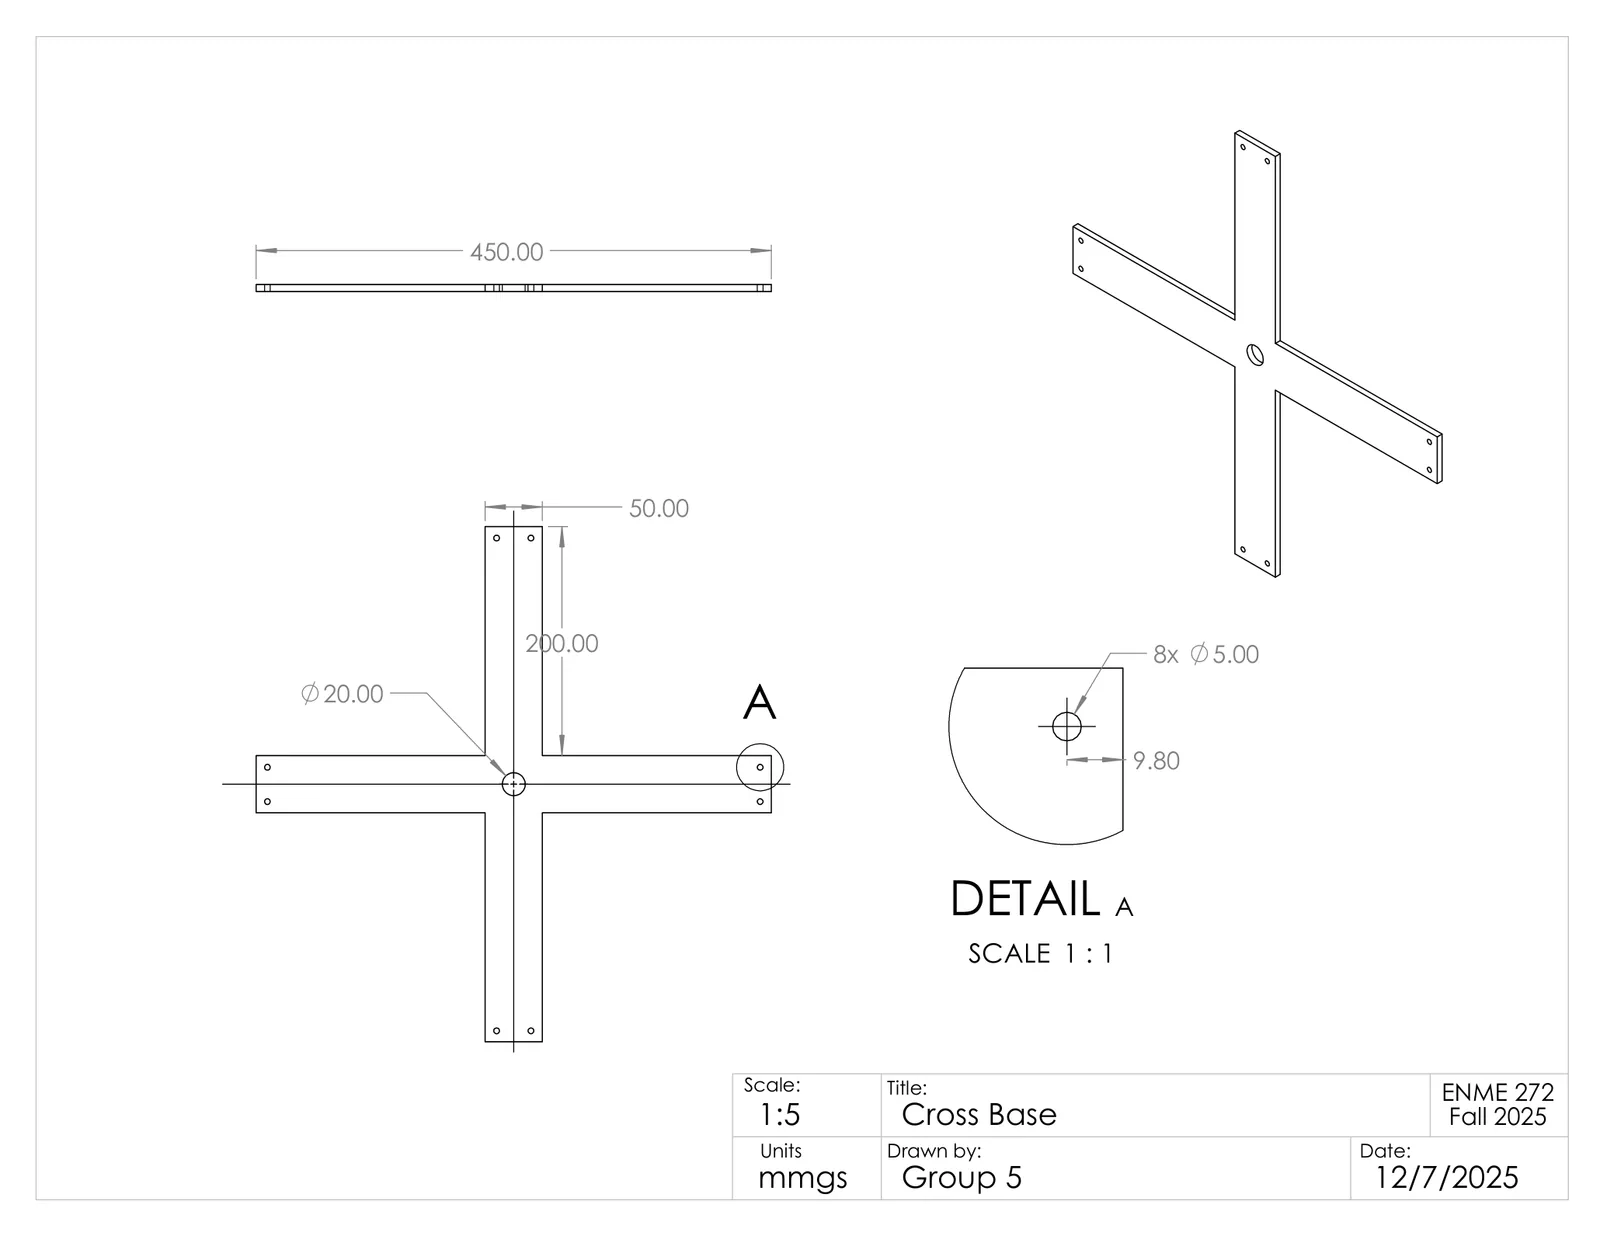 450.00
50.00
200.00
⌀20.00
A
8x ⌀5.00
9.80
DETAIL A
SCALE 1 : 1
Scale:
1:5
Title:
Cross Base
ENME 272
Fall 2025
Units
mmgs
Drawn by:
Group 5
Date:
12/7/2025